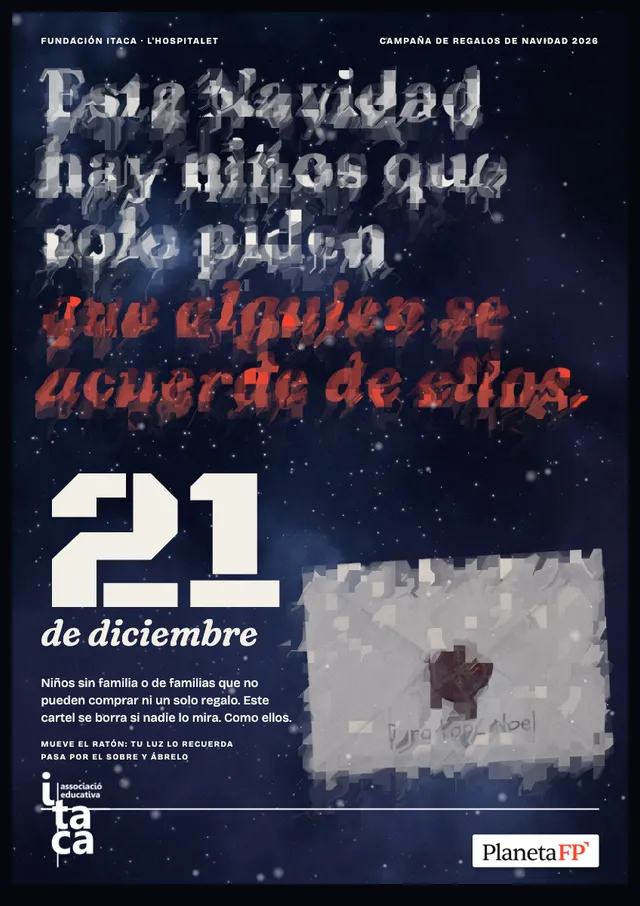 FUNDACIÓN ITACA · L'HOSPITALET
CAMPAÑA DE REGALOS DE NAVIDAD 2026
Esta Navidad
hay niños que
solo piden
que alguien se
acuerde de ellos.
21
de diciembre
Niños sin familia o de familias que no
pueden comprar ni un solo regalo. Este
cartel se borra si nadie lo mira. Como ellos.
MUEVE EL RATÓN: TU LUZ LO RECUERDA
PASA POR EL SOBRE Y ÁBRELO
Para Papá Noel
associació
educativa
itaca
PlanetaFP